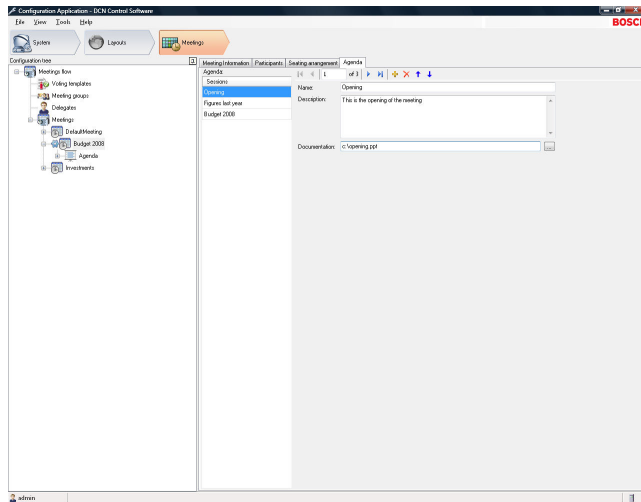 Configuration Application - DCN Control Software
File View Tools Help
BOSCH
System
Layouts
Meetings
Configuration tree
Meetings flow
Voting templates
Meeting groups
Delegates
Meetings
DefaultMeeting
Budget 2008
Agenda
Investments
Meeting Information Participants Seating arrangement Agenda
Agenda:
Sessions
Opening
Figures last year
Budget 2008
1 of 3
Name: Opening
Description: This is the opening of the meeting
Documentation: c:\opening.ppt ...
admin